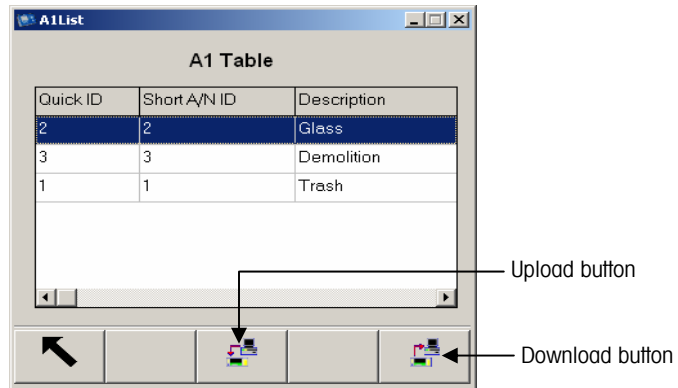 A1List
A1 Table
Quick ID Short A/N ID Description
2 2 Glass
3 3 Demolition
1 1 Trash
Upload button
Download button